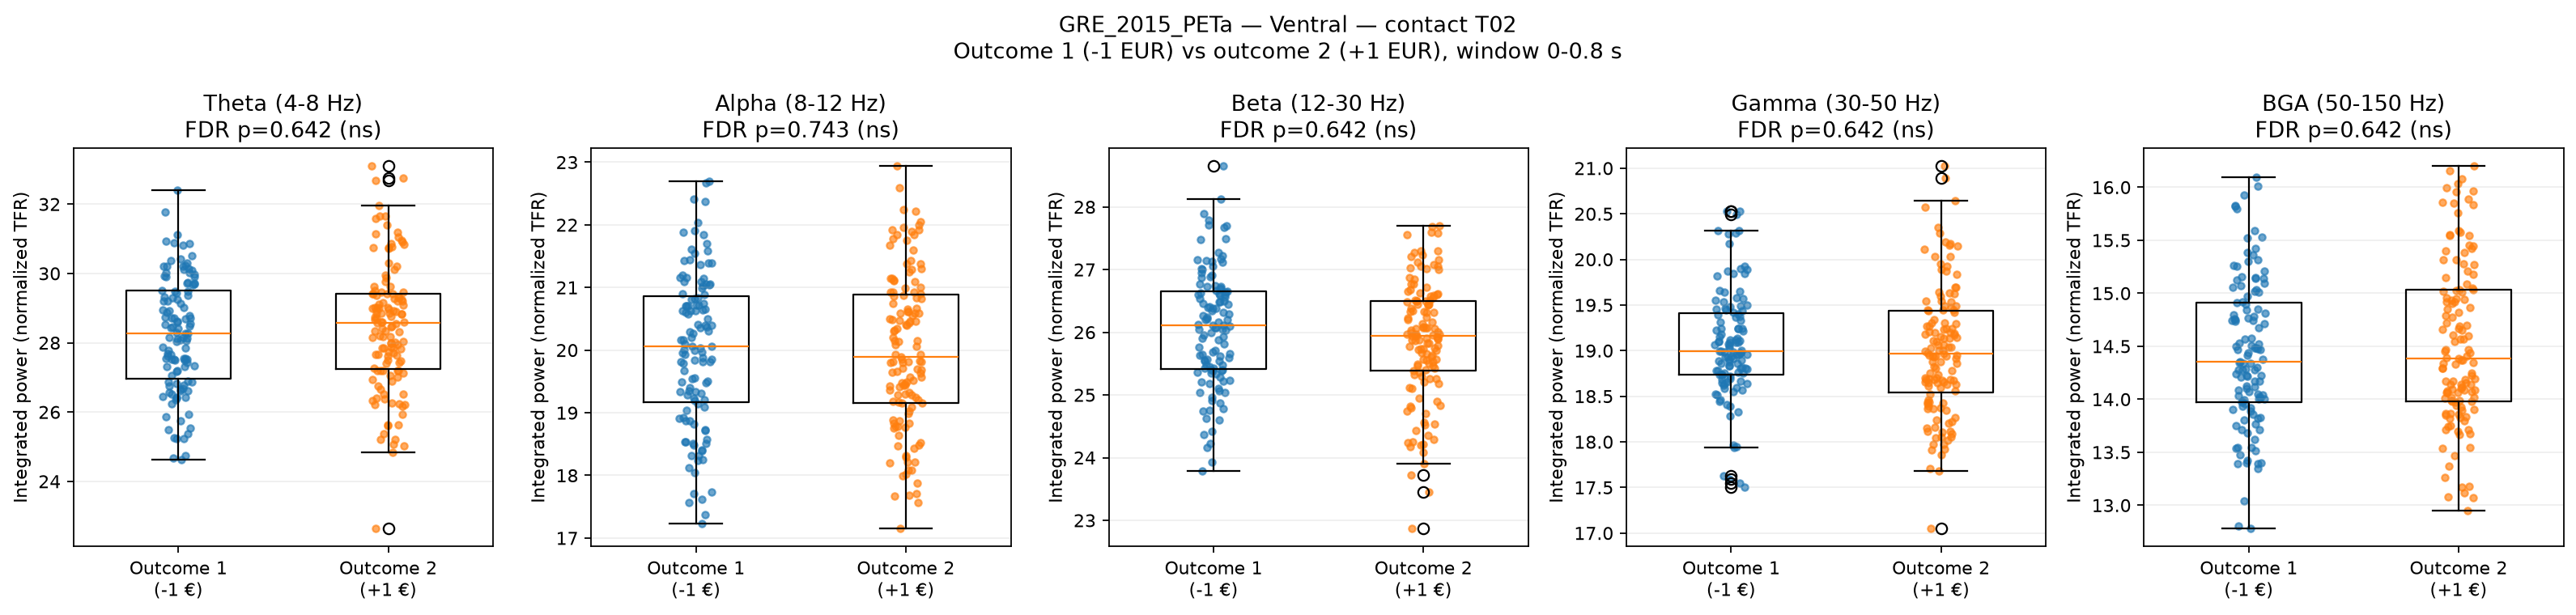 GRE_2015_PETa — Ventral — contact T02
Outcome 1 (-1 EUR) vs outcome 2 (+1 EUR), window 0-0.8 s
Theta (4-8 Hz)
FDR p=0.642 (ns)
Integrated power (normalized TFR)
32
30
28
26
24
Outcome 1
(-1 €)
Outcome 2
(+1 €)
Alpha (8-12 Hz)
FDR p=0.743 (ns)
Integrated power (normalized TFR)
23
22
21
20
19
18
17
Outcome 1
(-1 €)
Outcome 2
(+1 €)
Beta (12-30 Hz)
FDR p=0.642 (ns)
Integrated power (normalized TFR)
28
27
26
25
24
23
Outcome 1
(-1 €)
Outcome 2
(+1 €)
Gamma (30-50 Hz)
FDR p=0.642 (ns)
Integrated power (normalized TFR)
21.0
20.5
20.0
19.5
19.0
18.5
18.0
17.5
17.0
Outcome 1
(-1 €)
Outcome 2
(+1 €)
BGA (50-150 Hz)
FDR p=0.642 (ns)
Integrated power (normalized TFR)
16.0
15.5
15.0
14.5
14.0
13.5
13.0
Outcome 1
(-1 €)
Outcome 2
(+1 €)